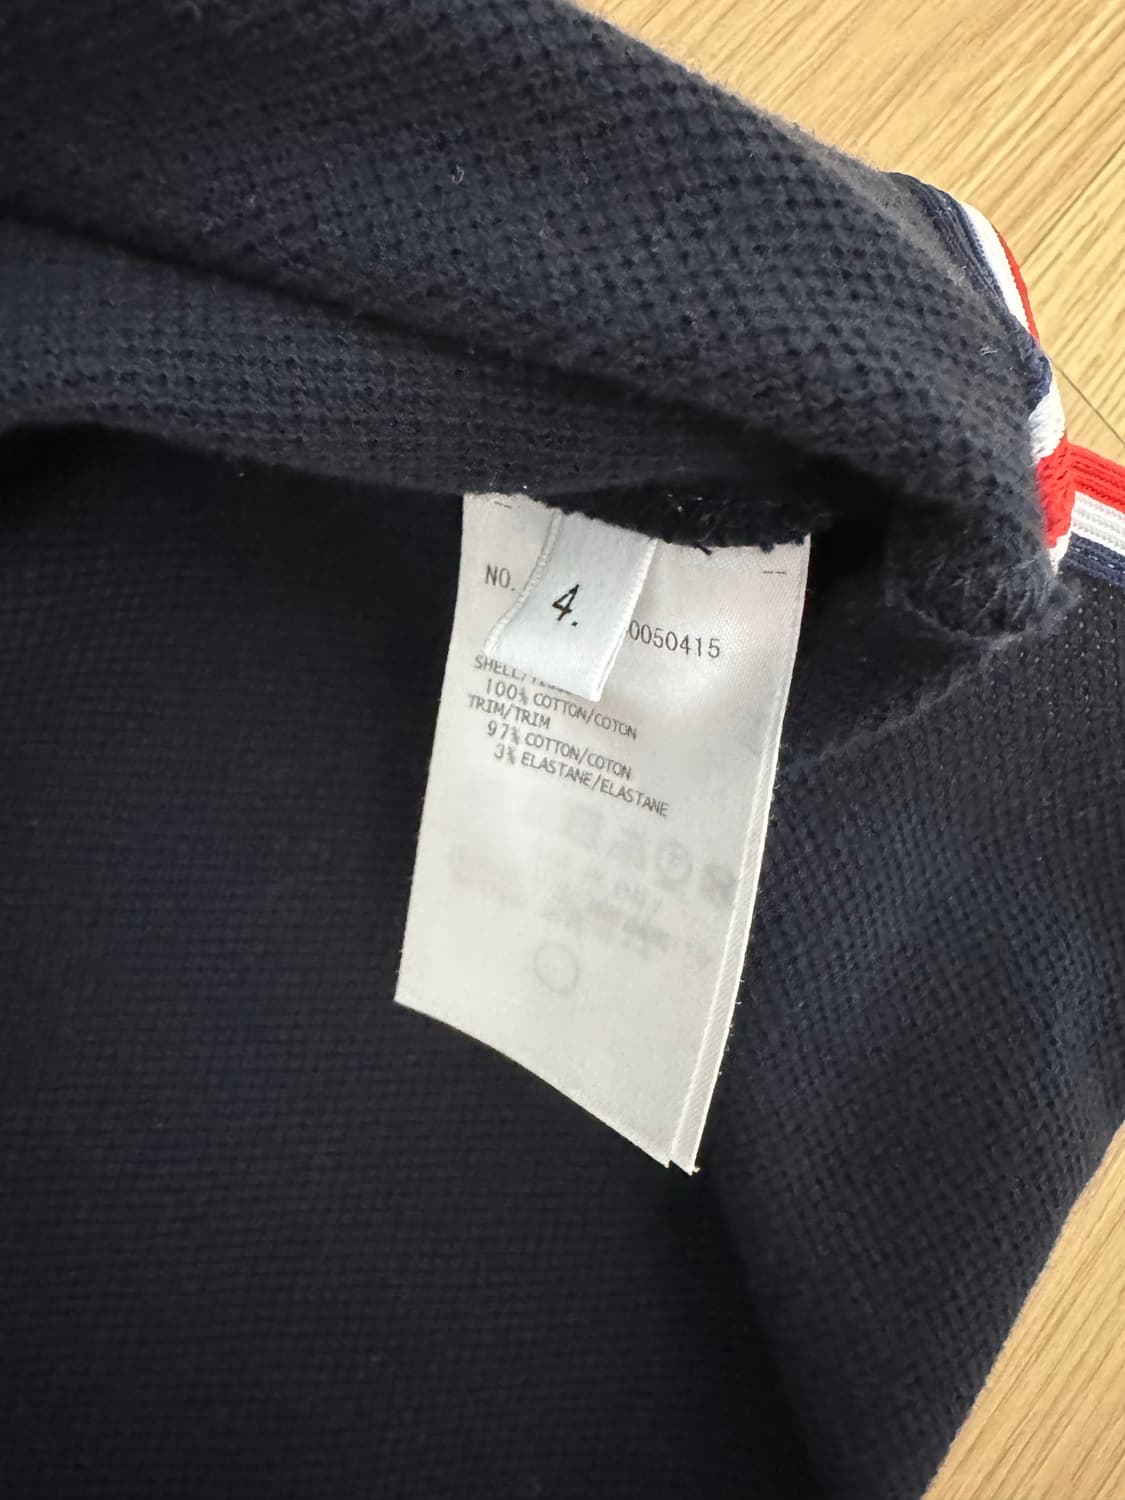 NO.
4.
0050415
SHELL/
100% COTTON/COTON
TRIM/TRIM
97% COTTON/COTON
3% ELASTANE/ELASTANE